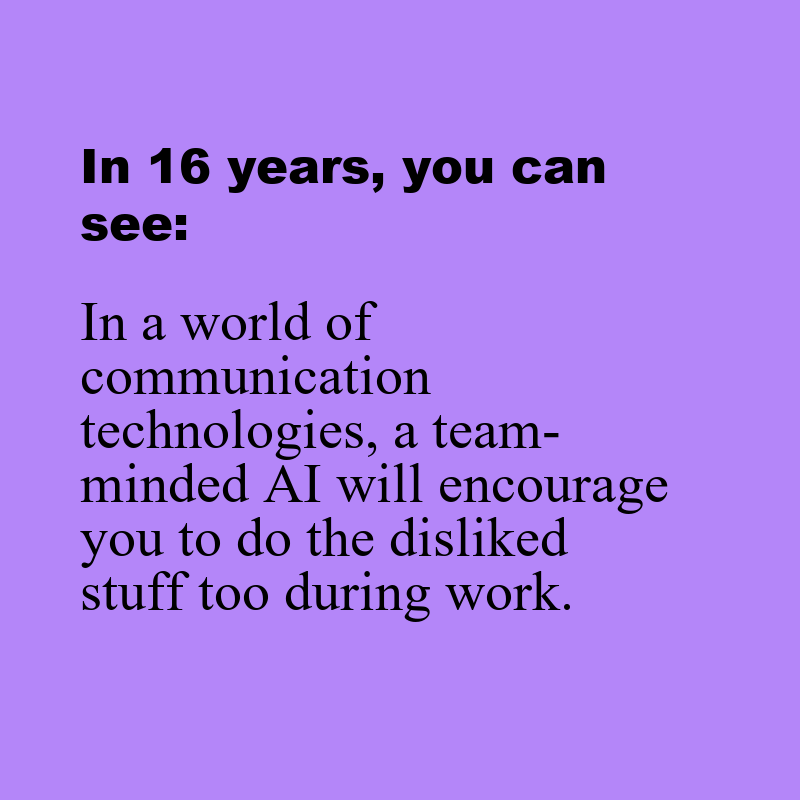 In 16 years, you can
see:
In a world of
communication
technologies, a team-
minded AI will encourage
you to do the disliked
stuff too during work.